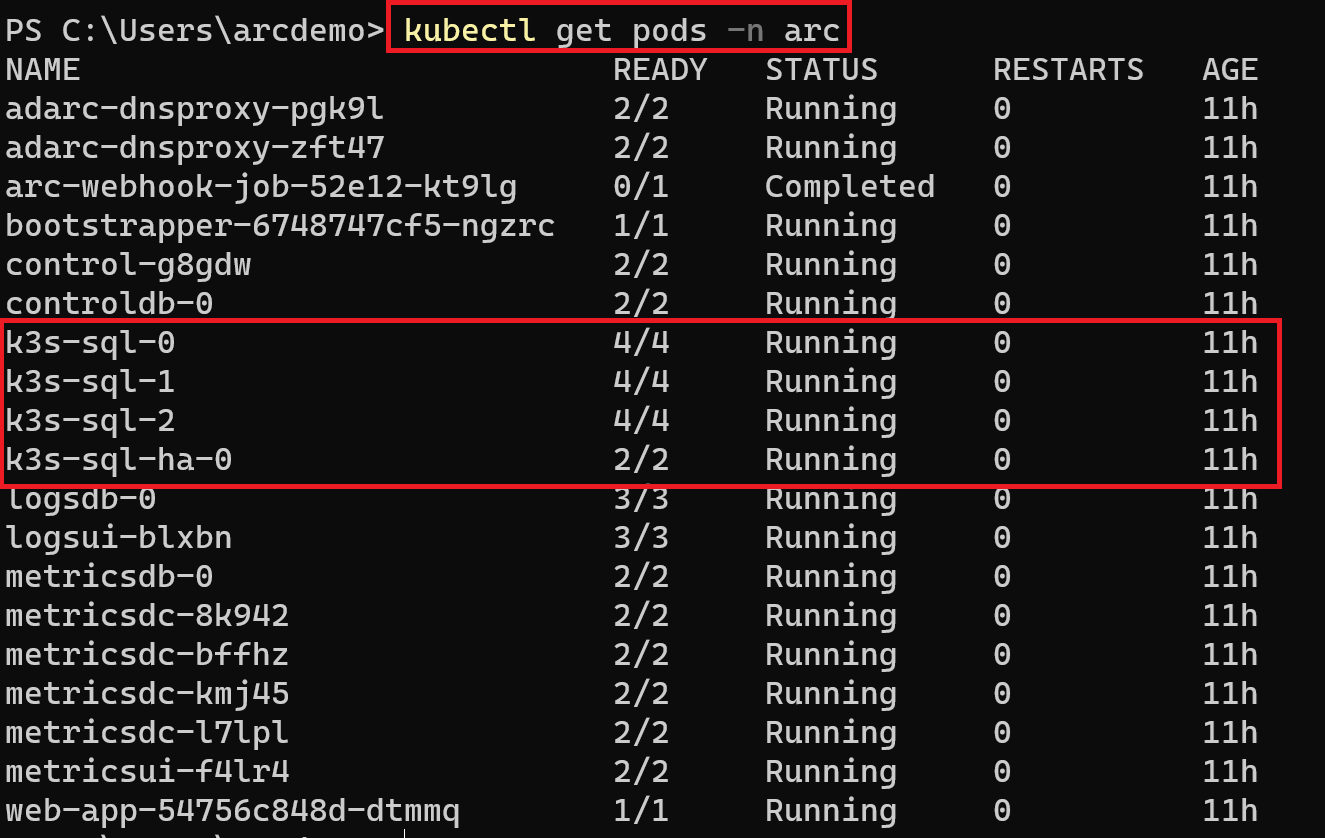 PS C:\Users\arcdemo> kubectl get pods -n arc
NAME READY STATUS RESTARTS AGE
adarc-dnsproxy-pgk9l 2/2 Running 0 11h
adarc-dnsproxy-zft47 2/2 Running 0 11h
arc-webhook-job-52e12-kt9lg 0/1 Completed 0 11h
bootstrapper-6748747cf5-ngzrc 1/1 Running 0 11h
control-g8gdw 2/2 Running 0 11h
controldb-0 2/2 Running 0 11h
k3s-sql-0 4/4 Running 0 11h
k3s-sql-1 4/4 Running 0 11h
k3s-sql-2 4/4 Running 0 11h
k3s-sql-ha-0 2/2 Running 0 11h
logsdb-0 3/3 Running 0 11h
logsui-blxbn 3/3 Running 0 11h
metricsdb-0 2/2 Running 0 11h
metricsdc-8k942 2/2 Running 0 11h
metricsdc-bffhz 2/2 Running 0 11h
metricsdc-kmj45 2/2 Running 0 11h
metricsdc-l7lpl 2/2 Running 0 11h
metricsui-f4lr4 2/2 Running 0 11h
web-app-54756c848d-dtmmq 1/1 Running 0 11h